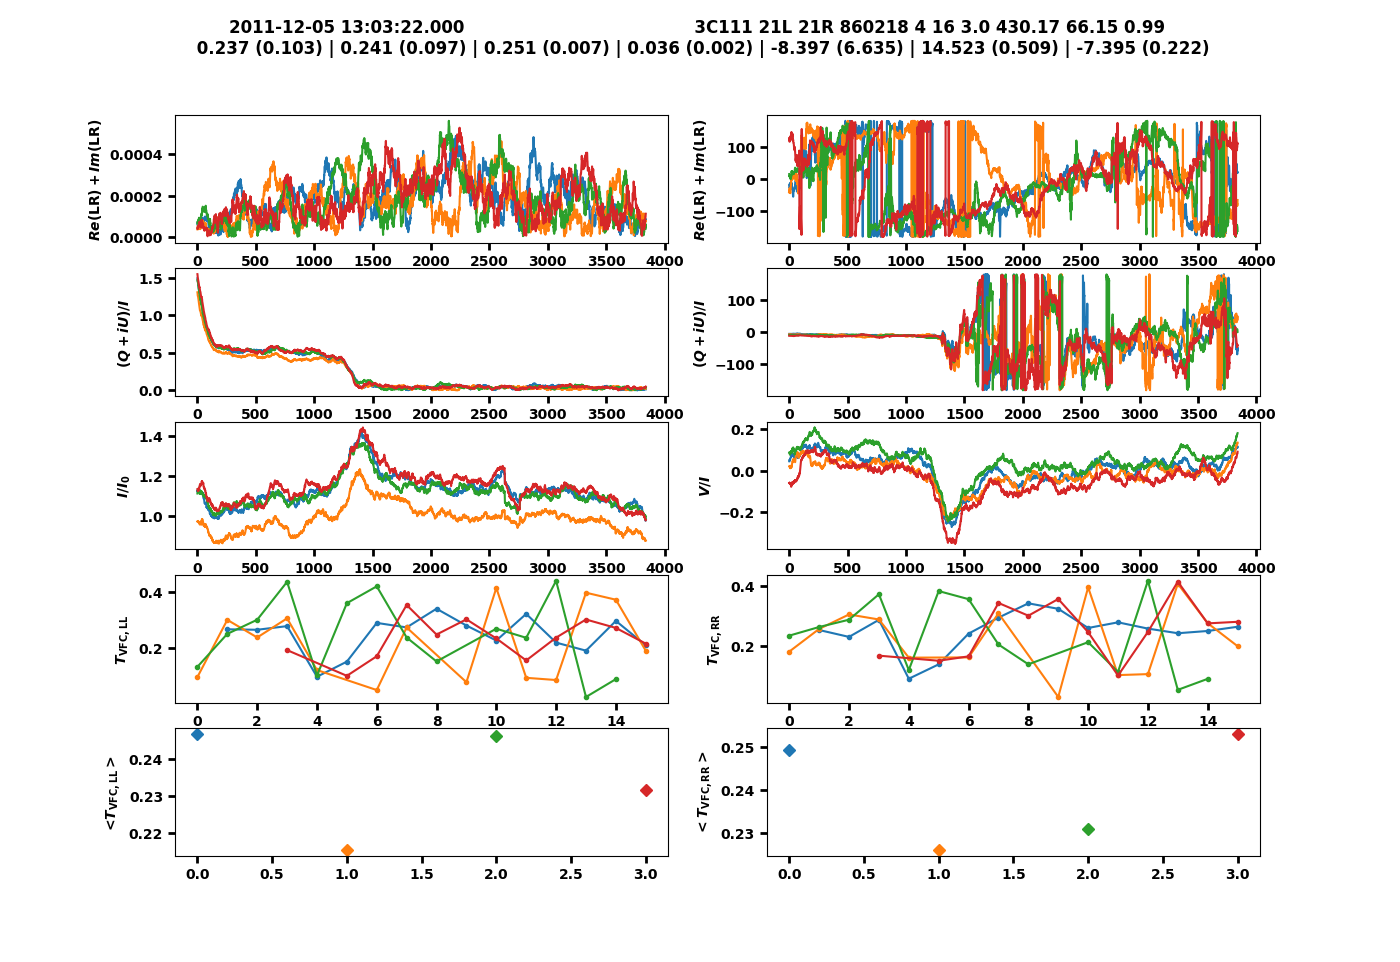 2011-12-05 13:03:22.000 3C111 21L 21R 860218 4 16 3.0 430.17 66.15 0.99
0.237 (0.103) | 0.241 (0.097) | 0.251 (0.007) | 0.036 (0.002) | -8.397 (6.635) | 14.523 (0.509) | -7.395 (0.222)
Re(LR) + Im(LR)
0.0004
0.0002
0.0000
0 500 1000 1500 2000 2500 3000 3500 4000
Re(LR) + Im(LR)
100
0
−100
0 500 1000 1500 2000 2500 3000 3500 4000
(Q + iU)/I
1.5
1.0
0.5
0.0
0 500 1000 1500 2000 2500 3000 3500 4000
(Q + iU)/I
100
0
−100
0 500 1000 1500 2000 2500 3000 3500 4000
I/I0
1.4
1.2
1.0
0 500 1000 1500 2000 2500 3000 3500 4000
V/I
0.2
0.0
−0.2
0 500 1000 1500 2000 2500 3000 3500 4000
TVFC, LL
0.4
0.2
0 2 4 6 8 10 12 14
TVFC, RR
0.4
0.2
0 2 4 6 8 10 12 14
<TVFC, LL >
0.24
0.23
0.22
0.0 0.5 1.0 1.5 2.0 2.5 3.0
< TVFC, RR >
0.25
0.24
0.23
0.0 0.5 1.0 1.5 2.0 2.5 3.0